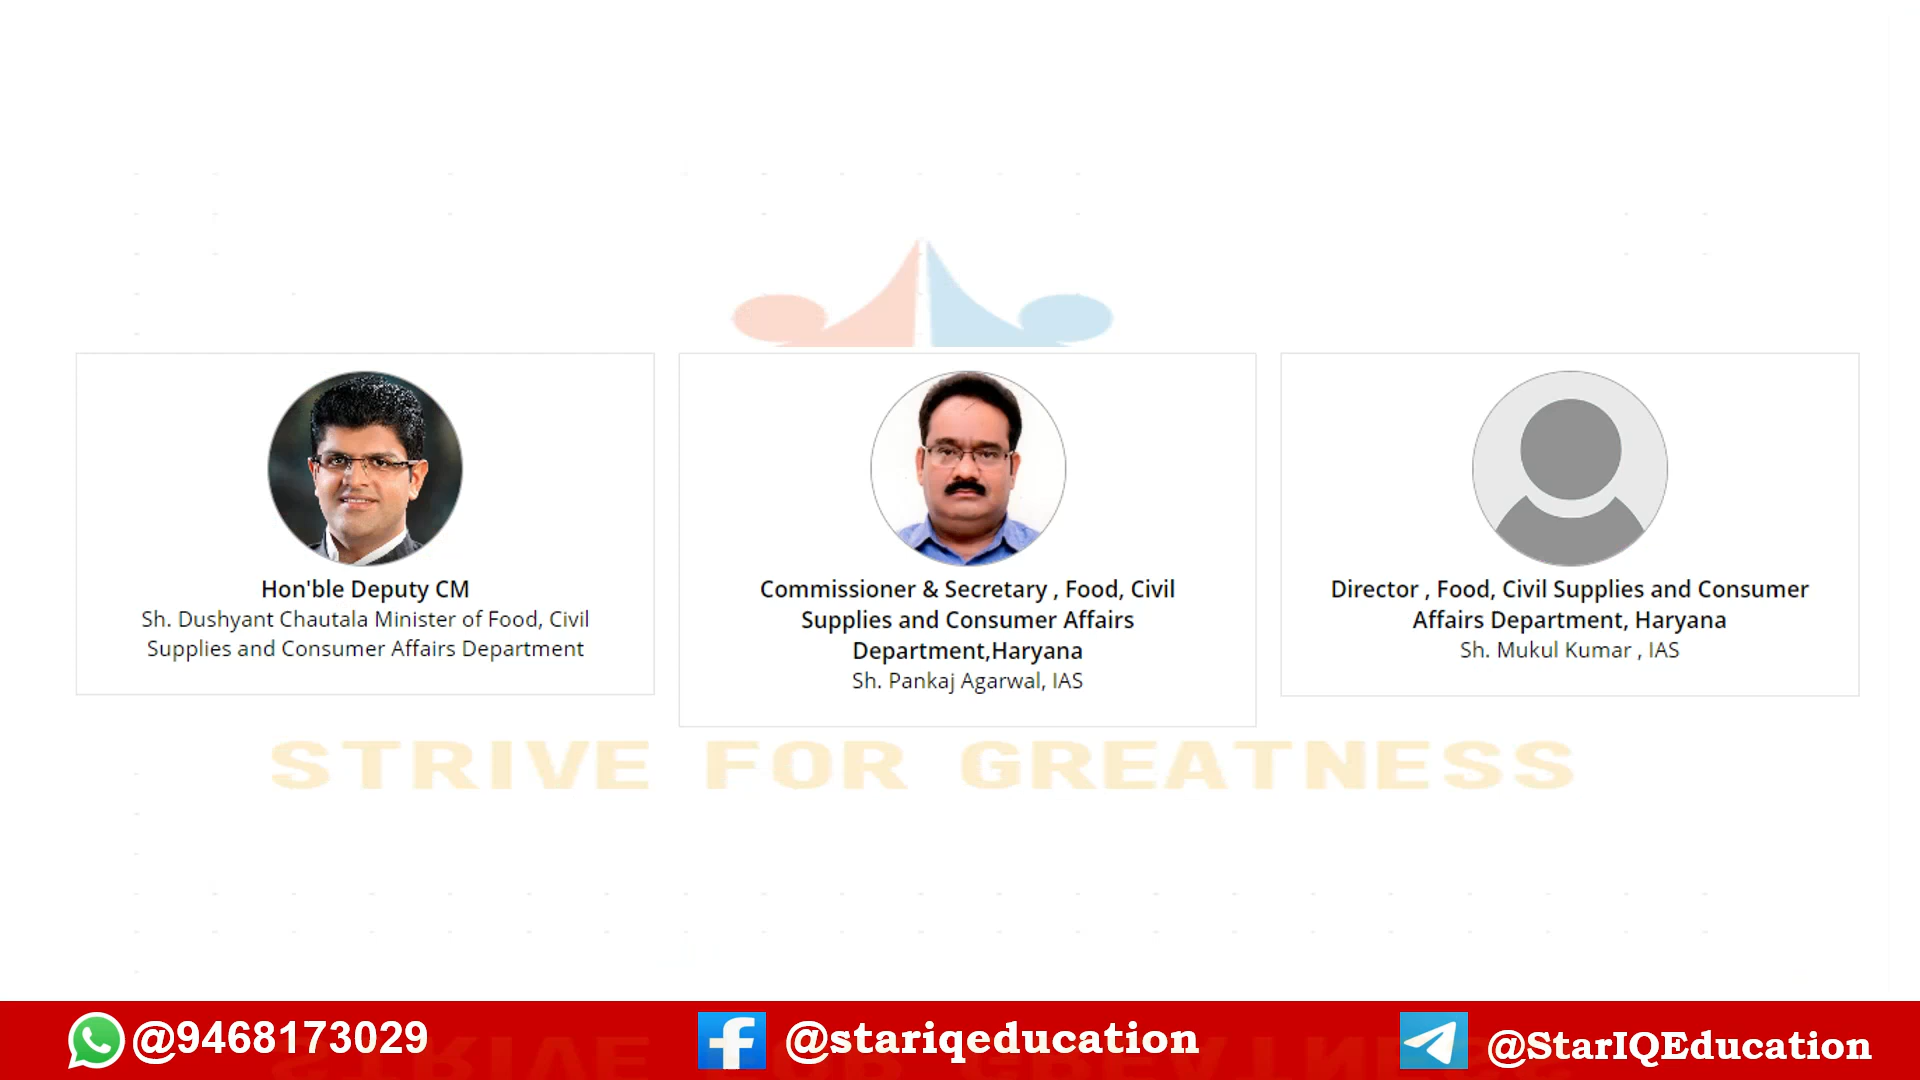 Hon'ble Deputy CM
Sh. Dushyant Chautala Minister of Food, Civil
Supplies and Consumer Affairs Department
Commissioner & Secretary , Food, Civil
Supplies and Consumer Affairs
Department,Haryana
Sh. Pankaj Agarwal, IAS
Director , Food, Civil Supplies and Consumer
Affairs Department, Haryana
Sh. Mukul Kumar , IAS
STRIVE FOR GREATNESS
@9468173029
@stariqeducation
@StarIQEducation